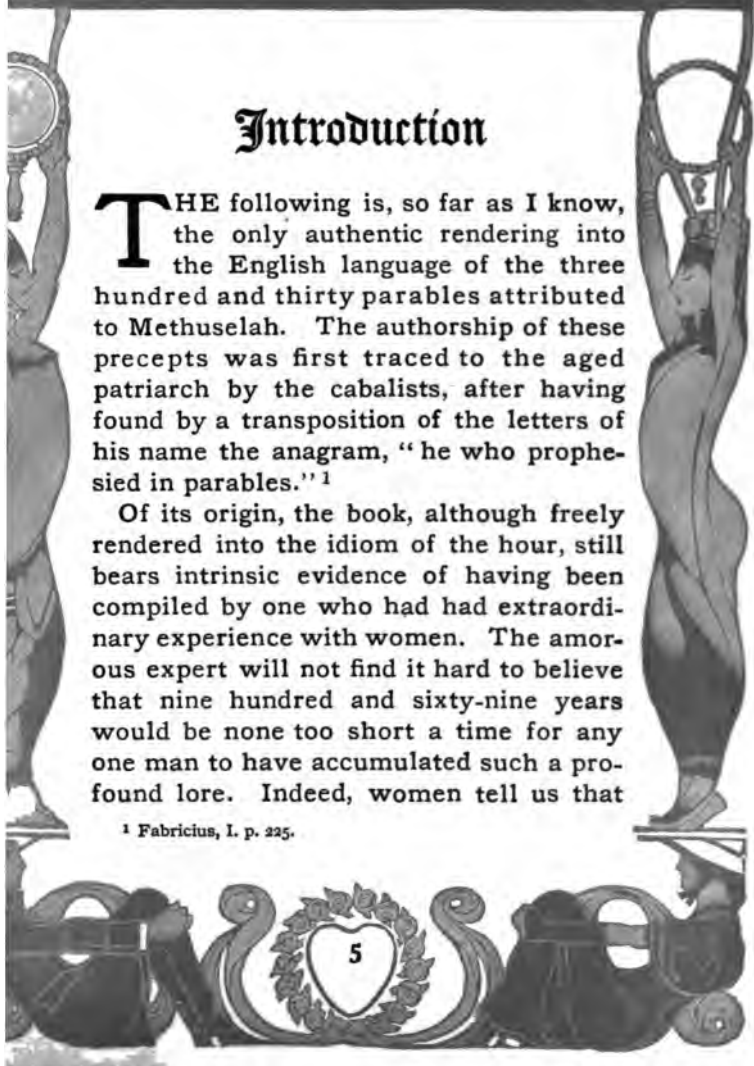 Introduction
THE following is, so far as I know,
the only authentic rendering into
the English language of the three
hundred and thirty parables attributed
to Methuselah. The authorship of these
precepts was first traced to the aged
patriarch by the cabalists, after having
found by a transposition of the letters of
his name the anagram, “ he who prophe-
sied in parables.” 1
Of its origin, the book, although freely
rendered into the idiom of the hour, still
bears intrinsic evidence of having been
compiled by one who had had extraordi-
nary experience with women. The amor-
ous expert will not find it hard to believe
that nine hundred and sixty-nine years
would be none too short a time for any
one man to have accumulated such a pro-
found lore. Indeed, women tell us that
1 Fabricius, I. p. 225.
5